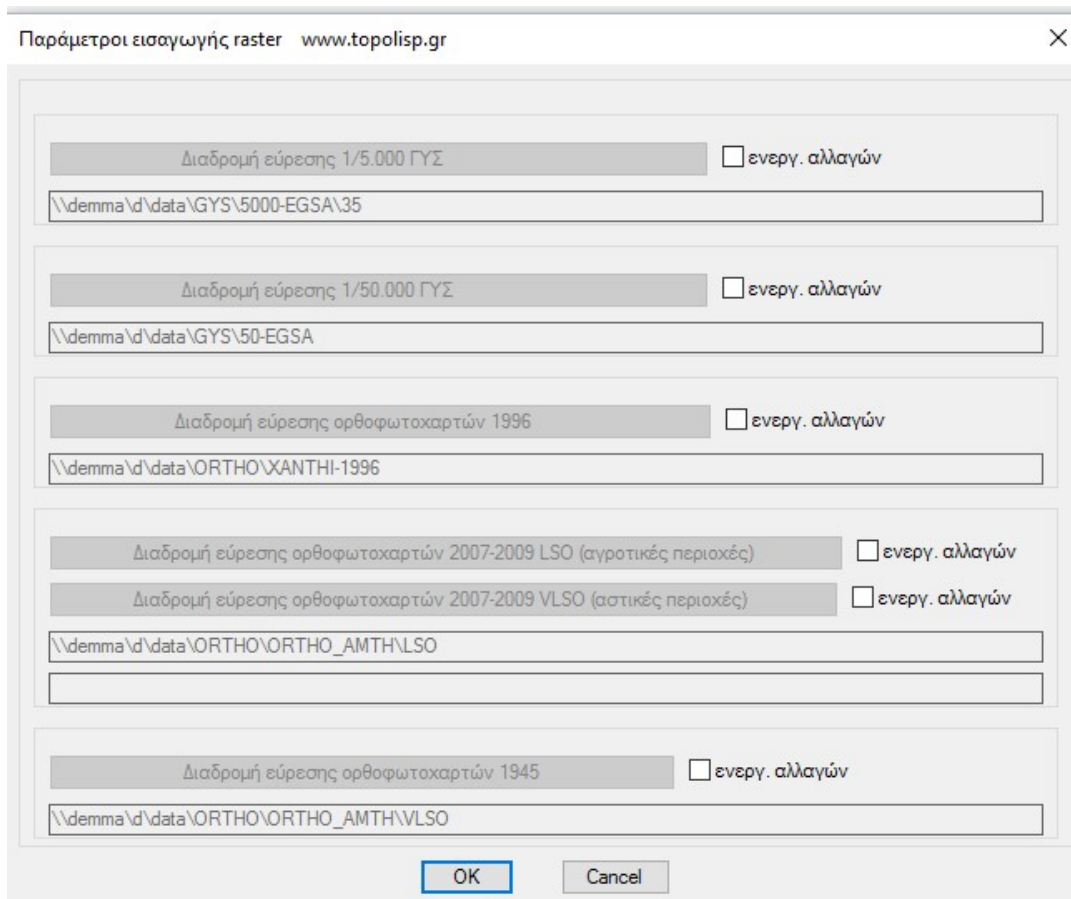 Παράμετροι εισαγωγής raster www.topolisp.gr
Διαδρομή εύρεσης 1/5.000 ΓΥΣ
ενεργ. αλλαγών
\\demma\d\data\GYS\5000-EGSA\35
Διαδρομή εύρεσης 1/50.000 ΓΥΣ
ενεργ. αλλαγών
\\demma\d\data\GYS\50-EGSA
Διαδρομή εύρεσης ορθοφωτοχαρτών 1996
ενεργ. αλλαγών
\\demma\d\data\ORTHO\XANTHI-1996
Διαδρομή εύρεσης ορθοφωτοχαρτών 2007-2009 LSO (αγροτικές περιοχές)
ενεργ. αλλαγών
Διαδρομή εύρεσης ορθοφωτοχαρτών 2007-2009 VLSO (αστικές περιοχές)
ενεργ. αλλαγών
\\demma\d\data\ORTHO\ORTHO_AMTH\LSO
Διαδρομή εύρεσης ορθοφωτοχαρτών 1945
ενεργ. αλλαγών
\\demma\d\data\ORTHO\ORTHO_AMTH\VLSO
OK
Cancel